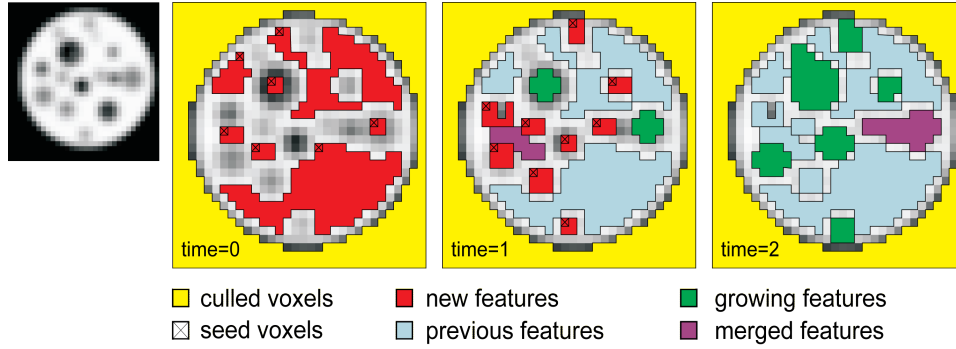 time=0
time=1
time=2
culled voxels
new features
growing features
seed voxels
previous features
merged features